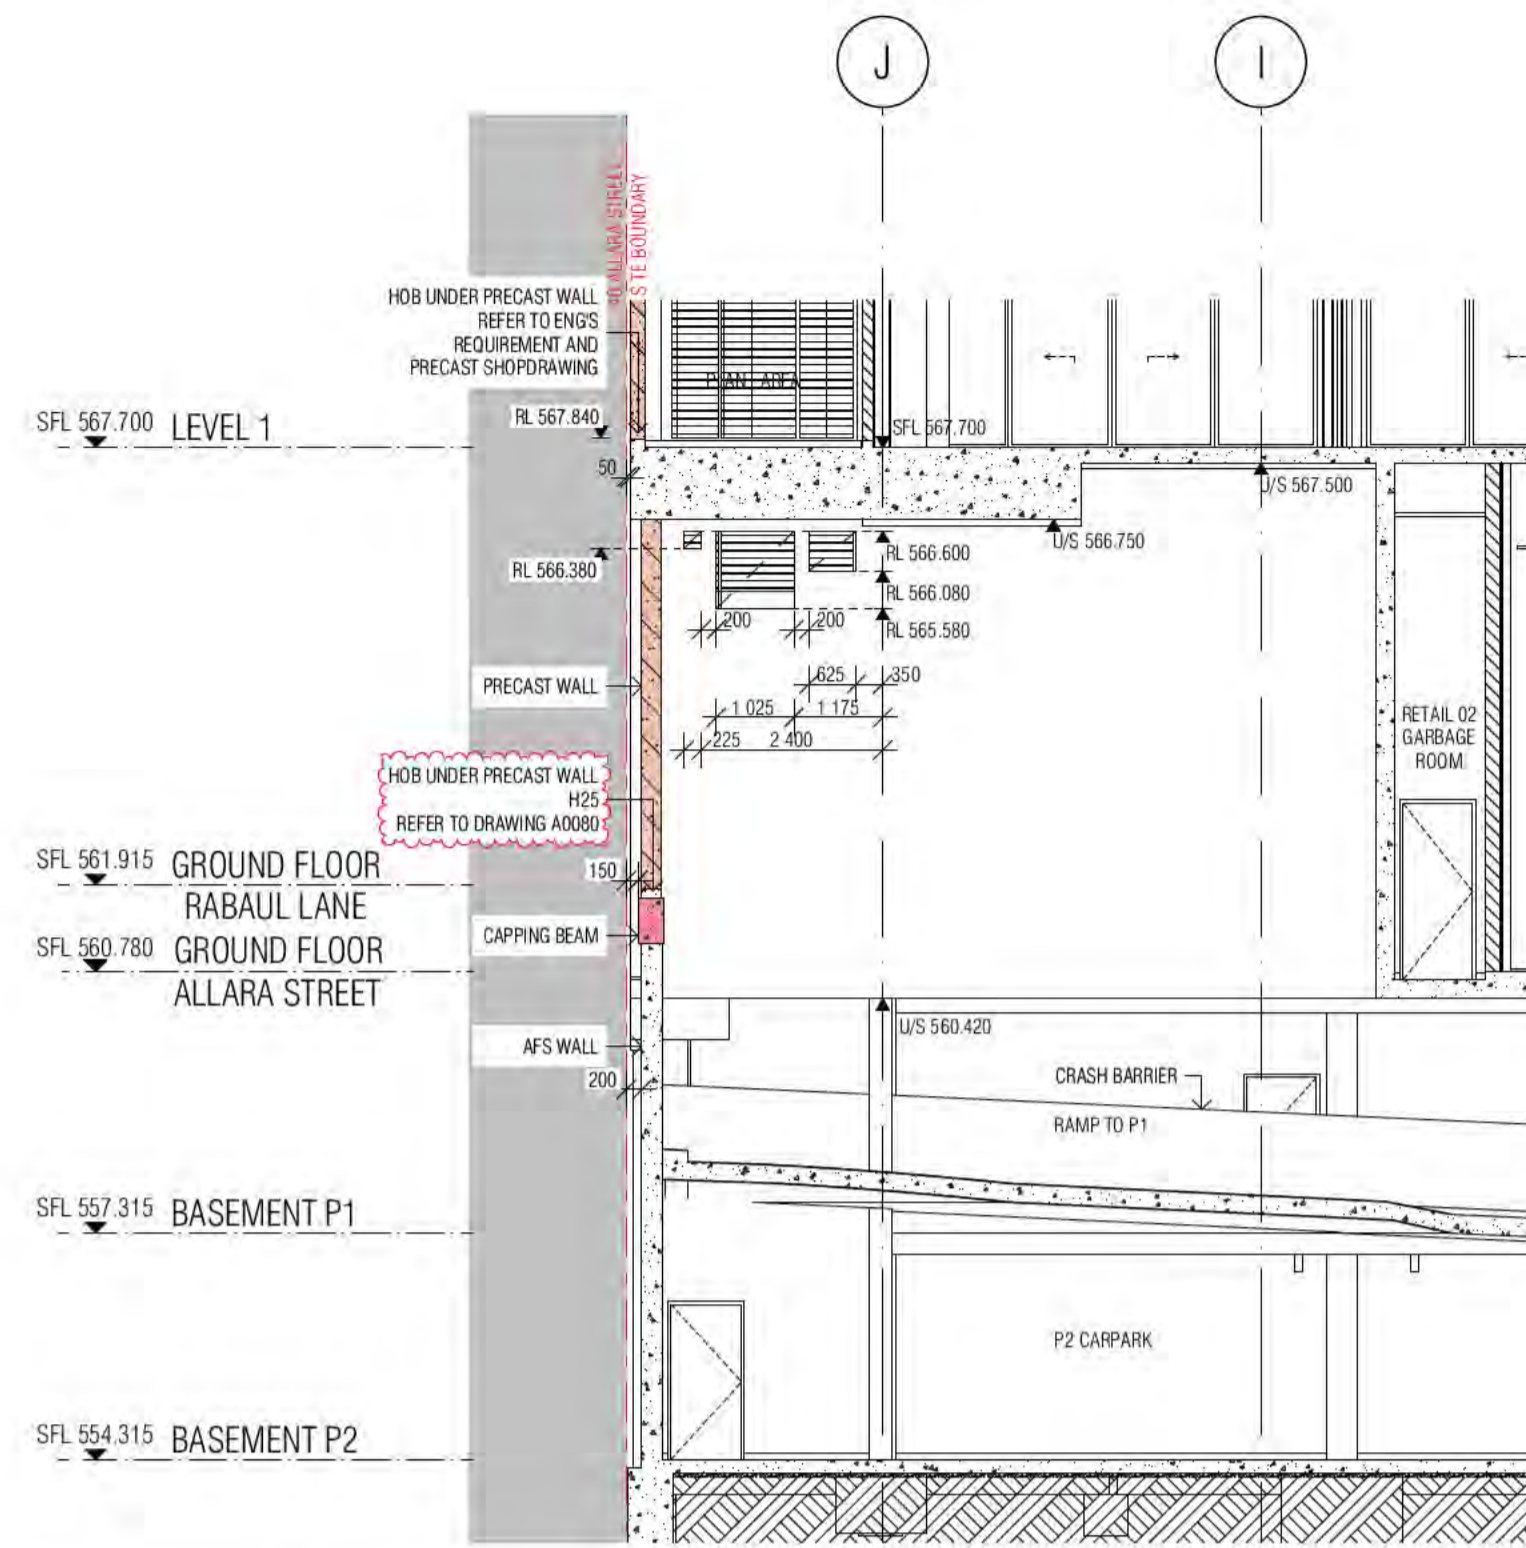 J
I
ALLARA STREET
SITE BOUNDARY
HOB UNDER PRECAST WALL
REFER TO ENG'S
REQUIREMENT AND
PRECAST SHOPDRAWING
PLANT AREA
RL 567.840
SFL 567.700 LEVEL 1
SFL 567.700
50
U/S 567.500
U/S 566.750
RL 566.380
RL 566.600
RL 566.080
RL 565.580
200
200
625
350
1 025
1 175
225
2 400
PRECAST WALL
RETAIL 02
GARBAGE
ROOM
HOB UNDER PRECAST WALL
H25
REFER TO DRAWING A0080
SFL 561.915 GROUND FLOOR
RABAUL LANE
150
CAPPING BEAM
SFL 560.780 GROUND FLOOR
ALLARA STREET
U/S 560.420
AFS WALL
200
CRASH BARRIER
RAMP TO P1
SFL 557.315 BASEMENT P1
P2 CARPARK
SFL 554.315 BASEMENT P2